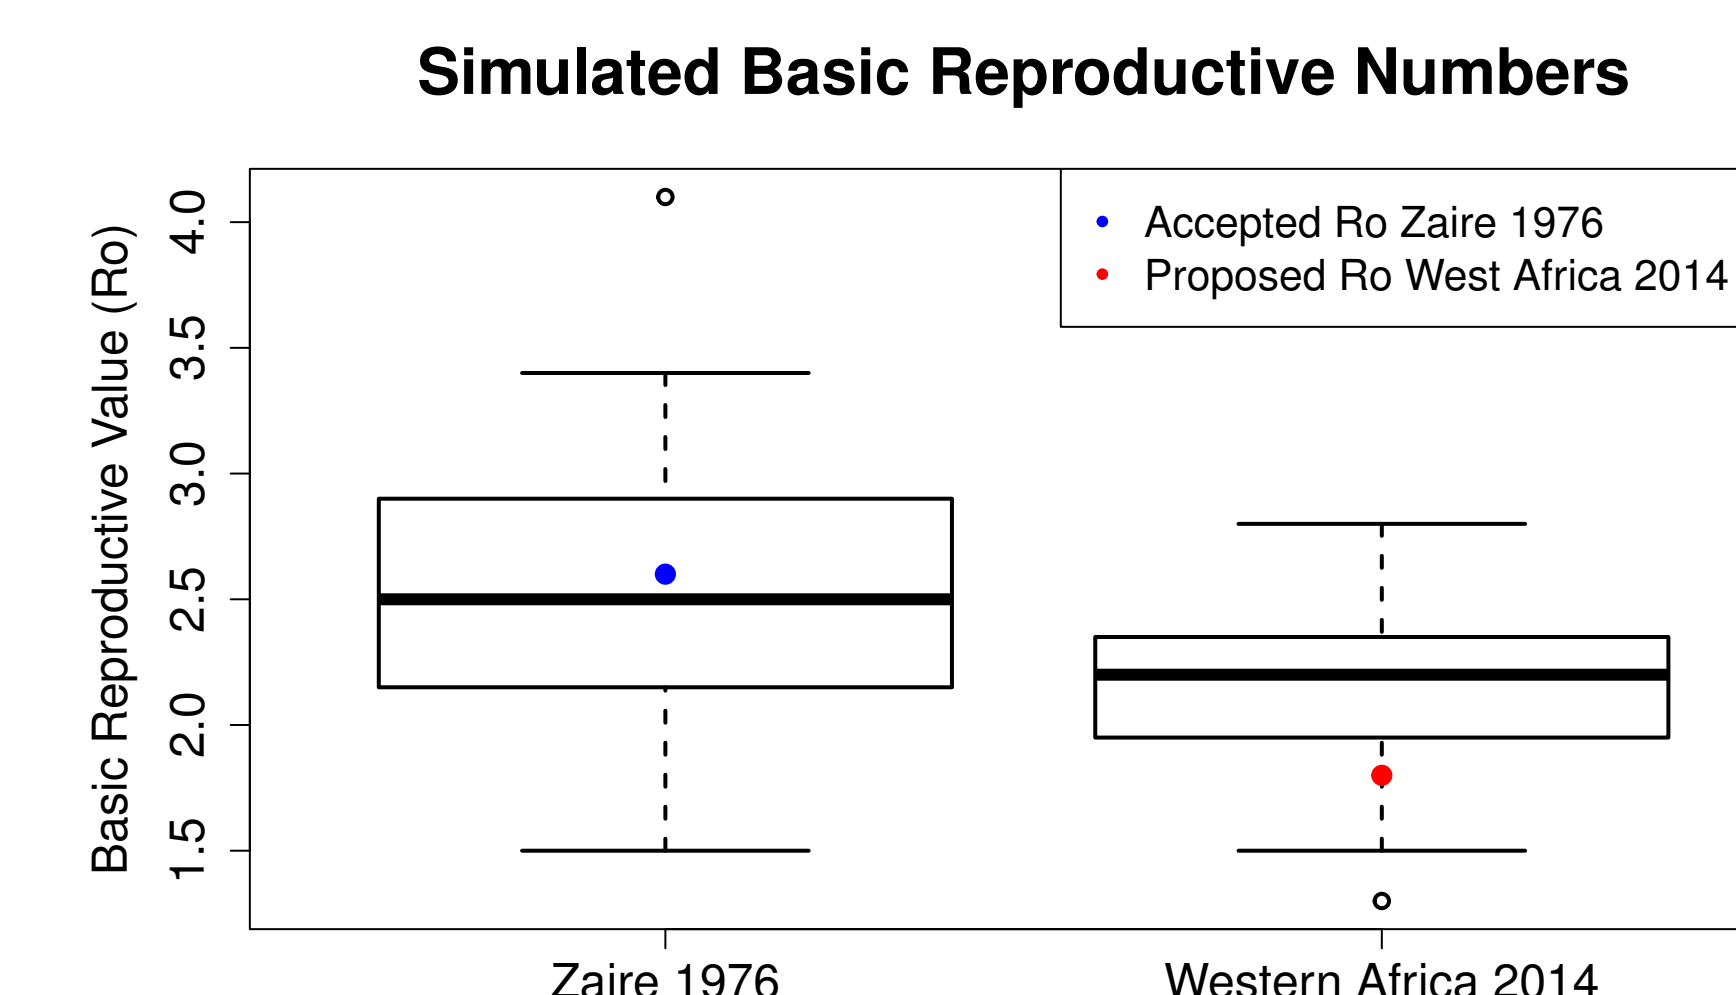 Simulated Basic Reproductive Numbers
Accepted Ro Zaire 1976
Proposed Ro West Africa 2014
Basic Reproductive Value (Ro)
4.0
3.5
3.0
2.5
2.0
1.5
Zaire 1976
Western Africa 2014